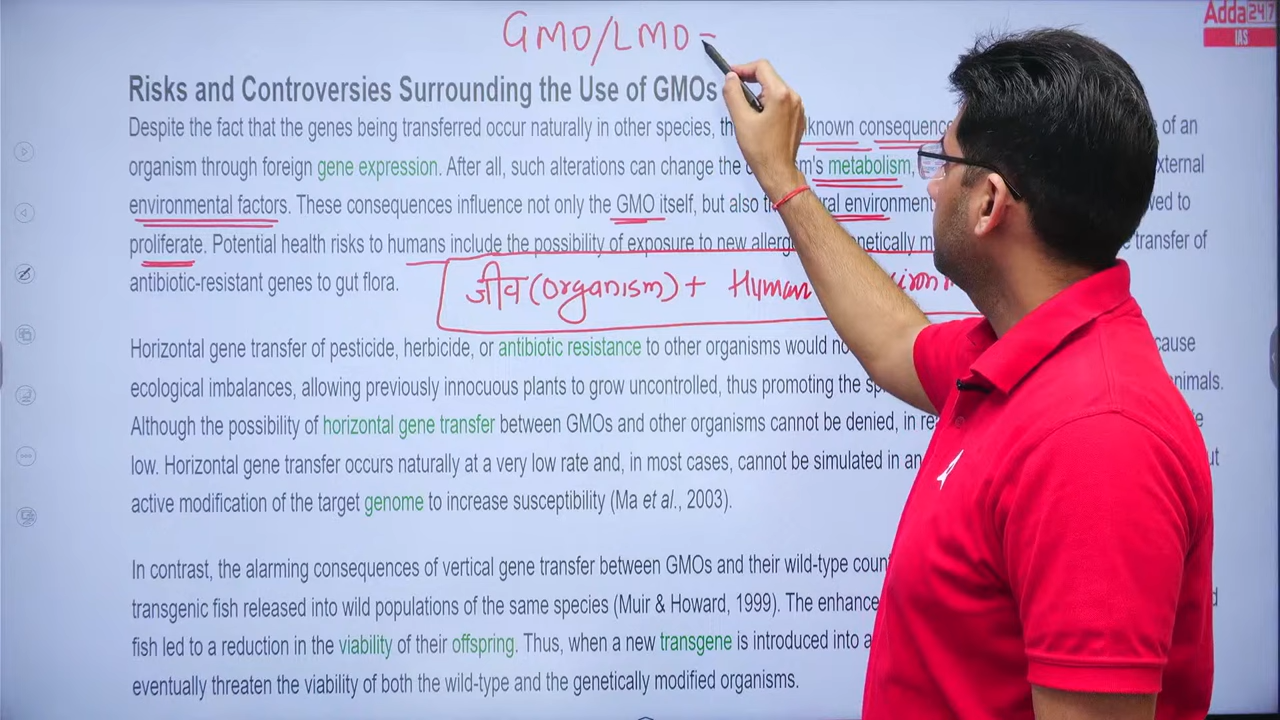 GMO/LMO-
Adda 247
IAS
Risks and Controversies Surrounding the Use of GMOs
Despite the fact that the genes being transferred occur naturally in other species, consequenc of an
organism through foreign gene expression. After all, such alterations can change the 's metabolism, xternal
environmental factors. These consequences influence not only the GMO itself, but also environment
proliferate. Potential health risks to humans include the possibility of exposure to new allerg transfer of
antibiotic-resistant genes to gut flora.
जीव (organism) + Human
Horizontal gene transfer of pesticide, herbicide, or antibiotic resistance to other organisms would no cause
ecological imbalances, allowing previously innocuous plants to grow uncontrolled, thus promoting the sp nimals.
Although the possibility of horizontal gene transfer between GMOs and other organisms cannot be denied, in re
low. Horizontal gene transfer occurs naturally at a very low rate and, in most cases, cannot be simulated in an
active modification of the target genome to increase susceptibility (Ma et al., 2003).
In contrast, the alarming consequences of vertical gene transfer between GMOs and their wild-type coun
transgenic fish released into wild populations of the same species (Muir & Howard, 1999). The enhance
fish led to a reduction in the viability of their offspring. Thus, when a new transgene is introduced into a
eventually threaten the viability of both the wild-type and the genetically modified organisms.